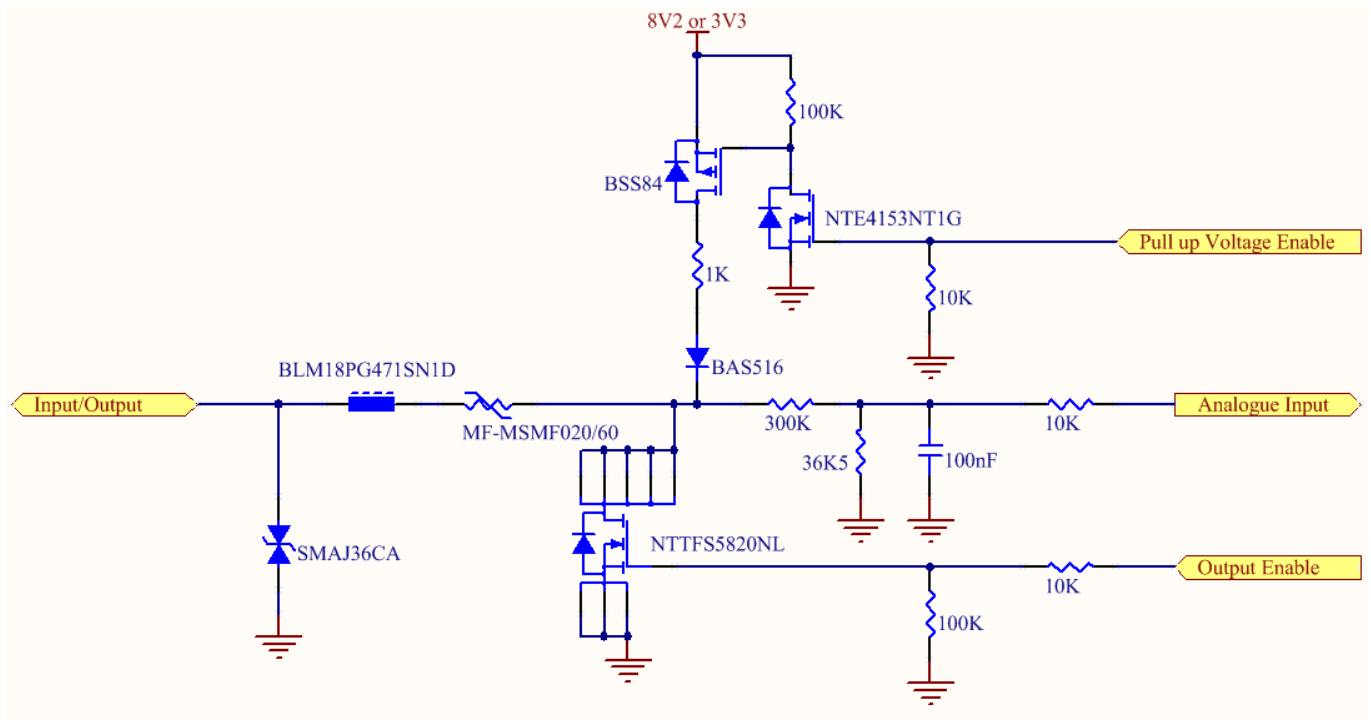 8V2 or 3V3
100K
BSS84
NTE4153NT1G
Pull up Voltage Enable
1K
10K
BLM18PG471SN1D
BAS516
Input/Output
Analogue Input
MF-MSMF020/60
300K
10K
36K5
100nF
SMAJ36CA
NTTFS5820NL
Output Enable
10K
100K